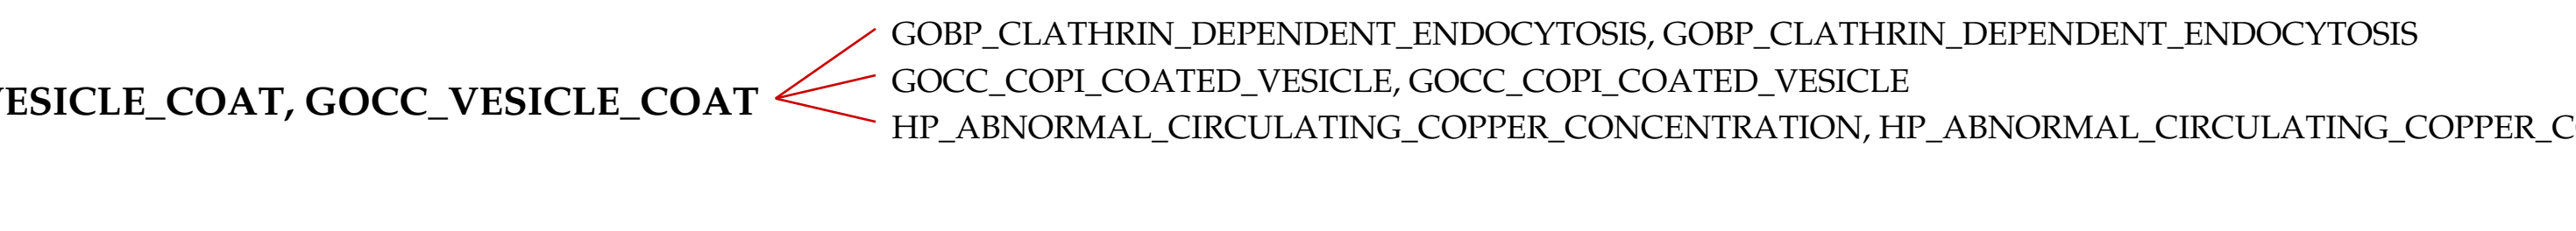 GOBP_CLATHRIN_DEPENDENT_ENDOCYTOSIS, GOBP_CLATHRIN_DEPENDENT_ENDOCYTOSIS
GOCC_COPI_COATED_VESICLE, GOCC_COPI_COATED_VESICLE
ESICLE_COAT, GOCC_VESICLE_COAT
HP_ABNORMAL_CIRCULATING_COPPER_CONCENTRATION, HP_ABNORMAL_CIRCULATING_COPPER_C